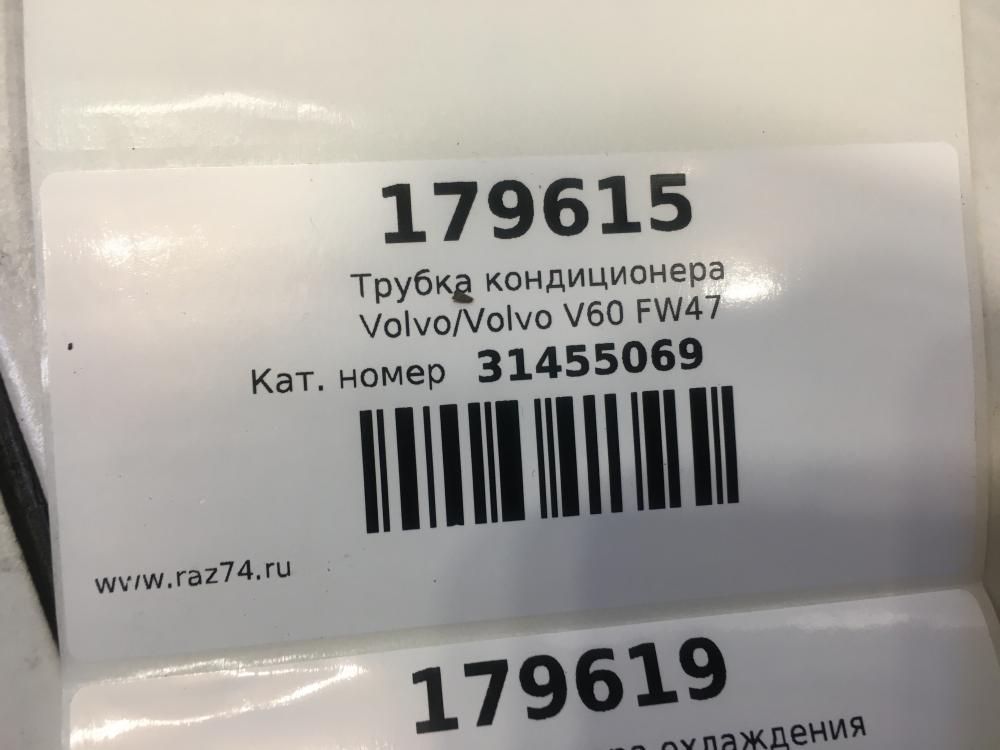 179615
Трубка кондиционера
Volvo/Volvo V60 FW47
Кат. номер 31455069
www.raz74.ru
179619
охлаждения